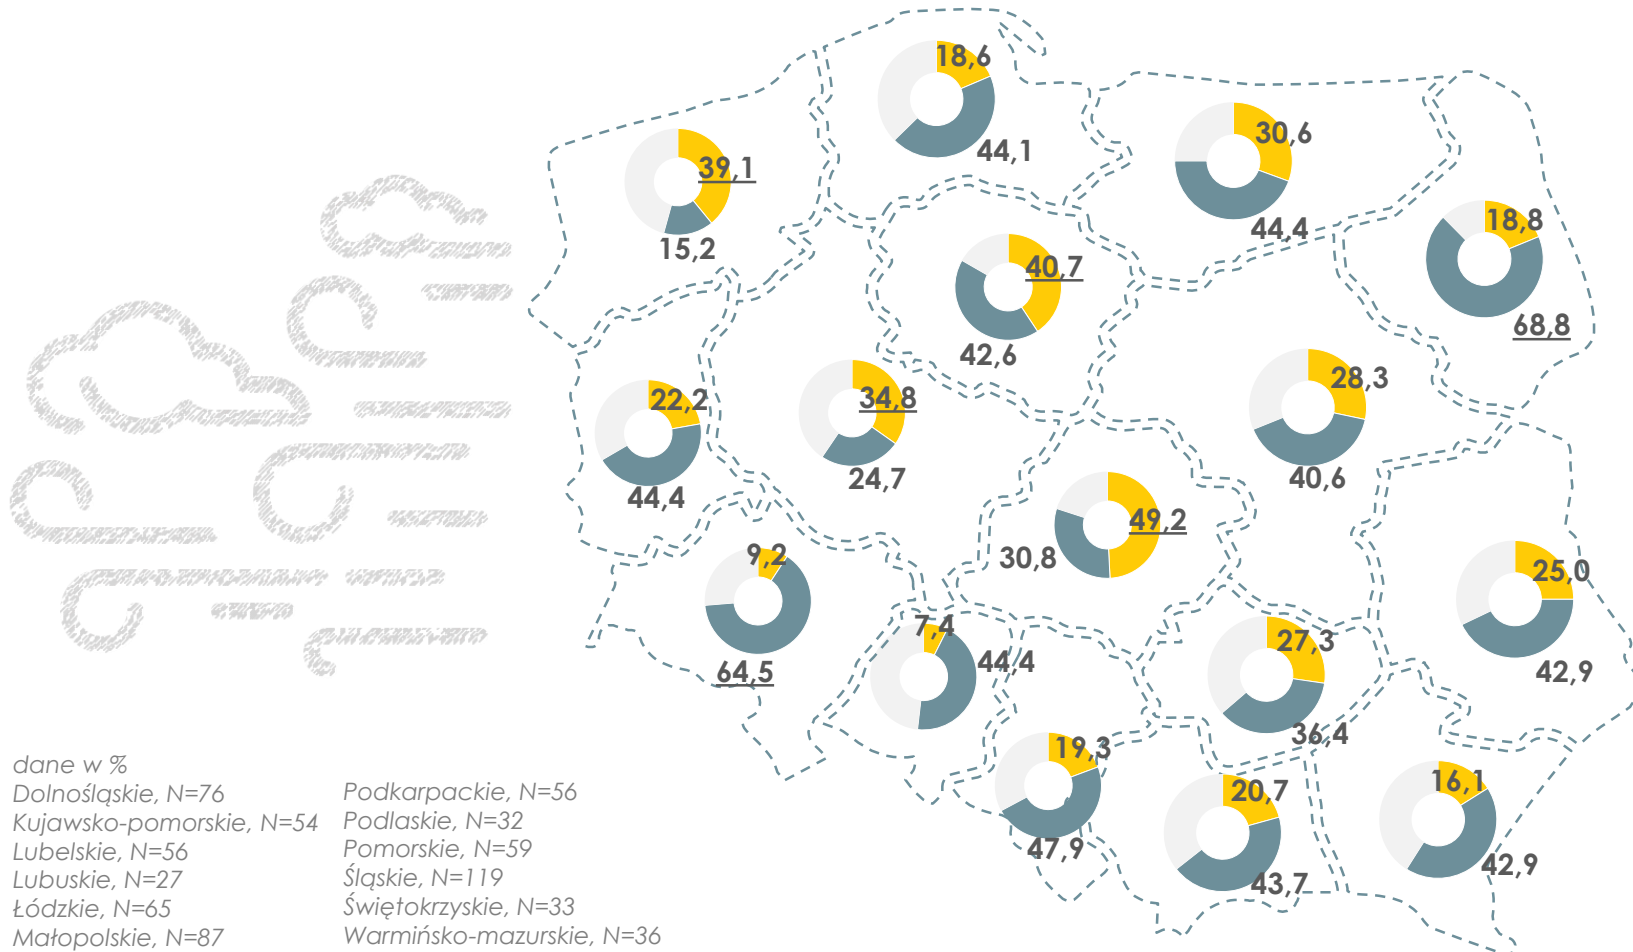 18,6
44,1
30,6
44,4
39,1
15,2
18,8
68,8
40,7
42,6
28,3
40,6
22,2
44,4
34,8
24,7
49,2
30,8
9,2
64,5
25,0
42,9
7,4
44,4
27,3
36,4
19,3
47,9
20,7
43,7
16,1
42,9
dane w %
Dolnośląskie, N=76
Kujawsko-pomorskie, N=54
Lubelskie, N=56
Lubuskie, N=27
Łódzkie, N=65
Małopolskie, N=87
Podkarpackie, N=56
Podlaskie, N=32
Pomorskie, N=59
Śląskie, N=119
Świętokrzyskie, N=33
Warmińsko-mazurskie, N=36